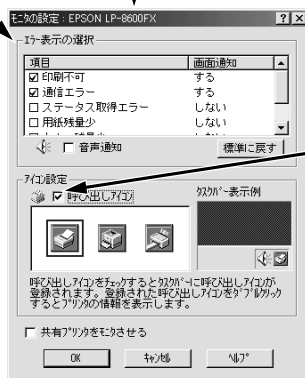 ﾓﾆﾀの設定 : EPSON LP-8600FX
ｴﾗｰ表示の選択
項目 画面通知
印刷不可 する
通信エラー する
ステータス取得エラー しない
用紙残量少 しない
音声通知 標準に戻す
ｱｲｺﾝ設定
呼び出しｱｲｺﾝ ﾀｽｸﾊﾞｰ表示例
呼び出しｱｲｺﾝをﾁｪｯｸするとﾀｽｸﾊﾞｰに呼び出しｱｲｺﾝが
登録されます。登録された呼び出しｱｲｺﾝをﾀﾞﾌﾞﾙｸﾘｯｸ
するとﾌﾟﾘﾝﾀの情報を表示します。
共有ﾌﾟﾘﾝﾀをﾓﾆﾀさせる
OK ｷｬﾝｾﾙ ﾍﾙﾌﾟ